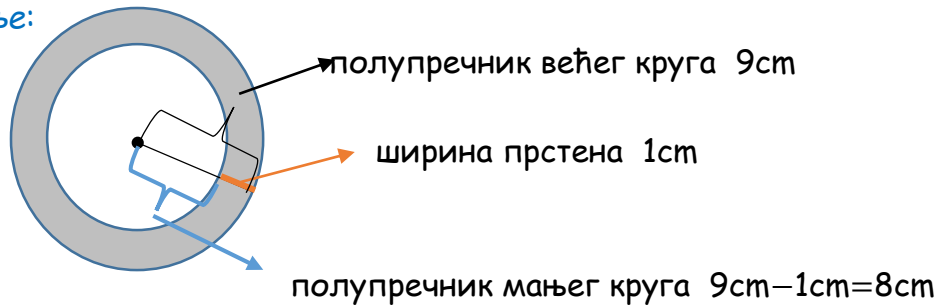 ње:
полупречник већег круга 9cm
ширина прстена 1cm
полупречник мањег круга 9cm−1cm=8cm